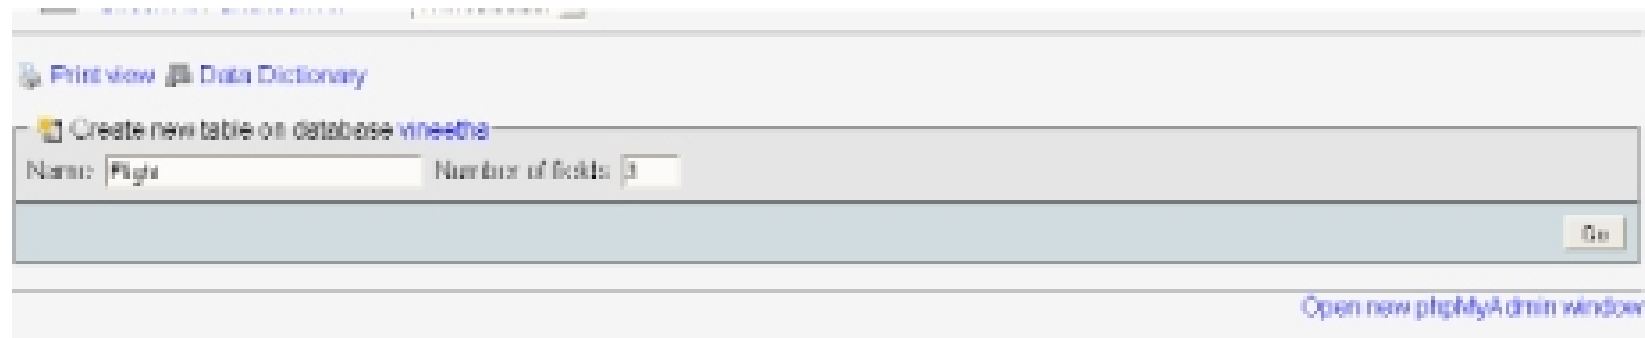 Print view Data Dictionary
Create new table on database vineetha
Name Flight Number of fields
Go
Open new phpMyAdmin window